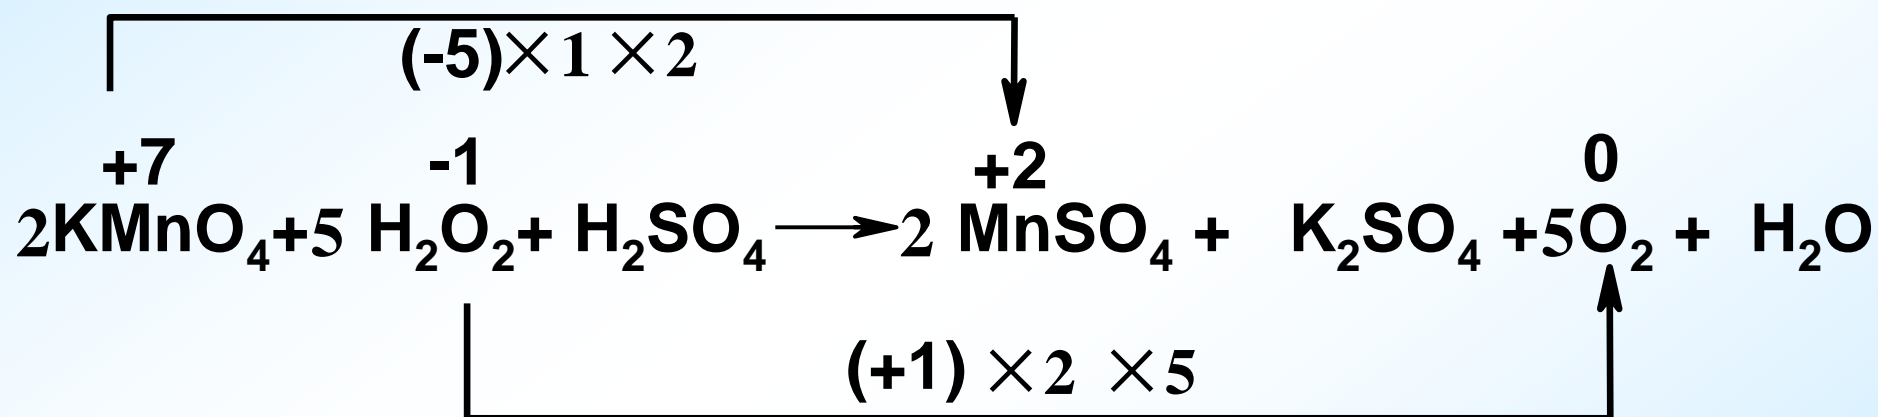 (-5)×1×2
+7 -1 +2 0
2KMnO₄+5 H₂O₂+ H₂SO₄→2 MnSO₄ + K₂SO₄ +5O₂ + H₂O
(+1) ×2 ×5